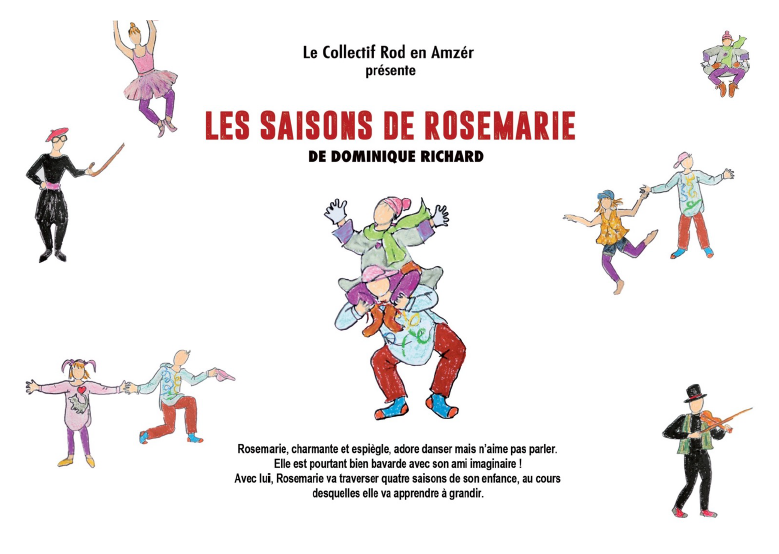 Le Collectif Rod en Amzér
présente
LES SAISONS DE ROSEMARIE
DE DOMINIQUE RICHARD
Rosemarie, charmante et espiègle, adore danser mais n'aime pas parler.
Elle est pourtant bien bavarde avec son ami imaginaire !
Avec lui, Rosemarie va traverser quatre saisons de son enfance, au cours
desquelles elle va apprendre à grandir.